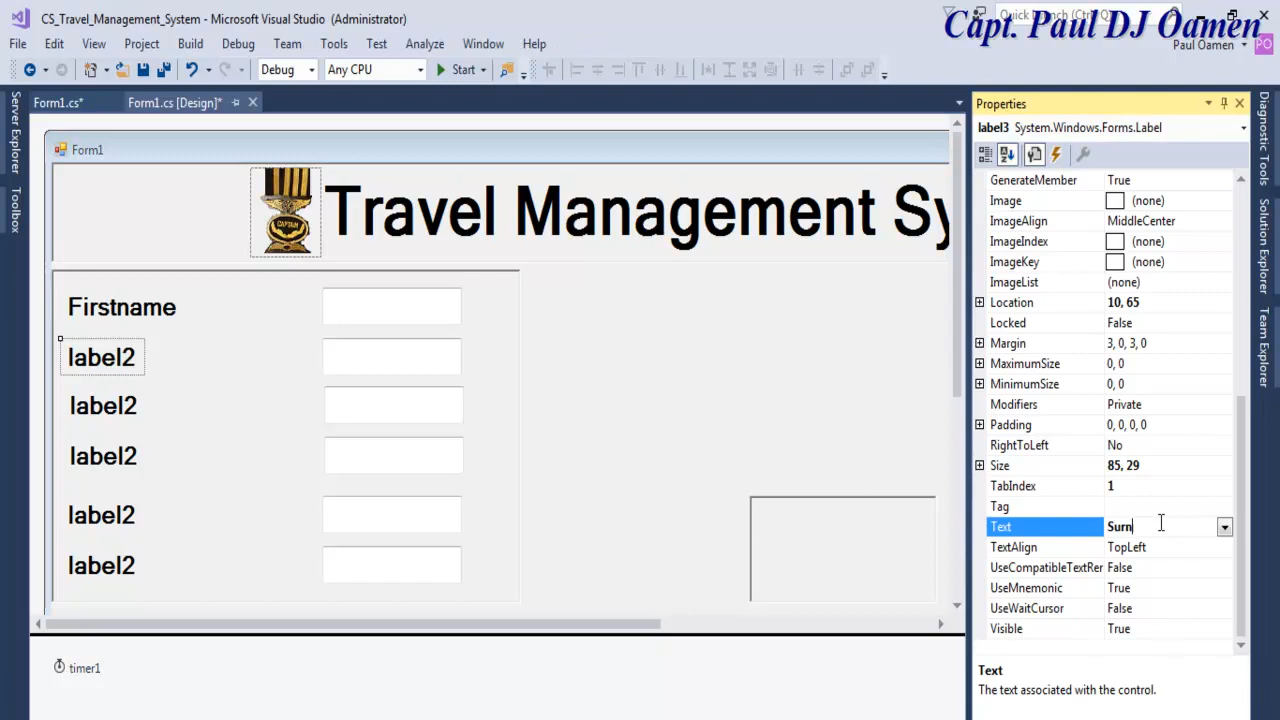 CS_Travel_Management_System - Microsoft Visual Studio (Administrator)
Quick Launch (Ctrl+Q)
Capt. Paul DJ Oamen
File Edit View Project Build Debug Team Tools Test Analyze Window Help
Paul Oamen PO
Debug Any CPU Start
Form1.cs* Form1.cs [Design]*
Server Explorer
Toolbox
Form1
Travel Management Sy
Firstname
label2
label2
label2
label2
label2
timer1
Properties
label3 System.Windows.Forms.Label
GenerateMember True
Image (none)
ImageAlign MiddleCenter
ImageIndex (none)
ImageKey (none)
ImageList (none)
Location 10, 65
Locked False
Margin 3, 0, 3, 0
MaximumSize 0, 0
MinimumSize 0, 0
Modifiers Private
Padding 0, 0, 0, 0
RightToLeft No
Size 85, 29
TabIndex 1
Tag
Text Surn
TextAlign TopLeft
UseCompatibleTextRer False
UseMnemonic True
UseWaitCursor False
Visible True
Text
The text associated with the control.
Diagnostic Tools
Solution Explorer
Team Explorer